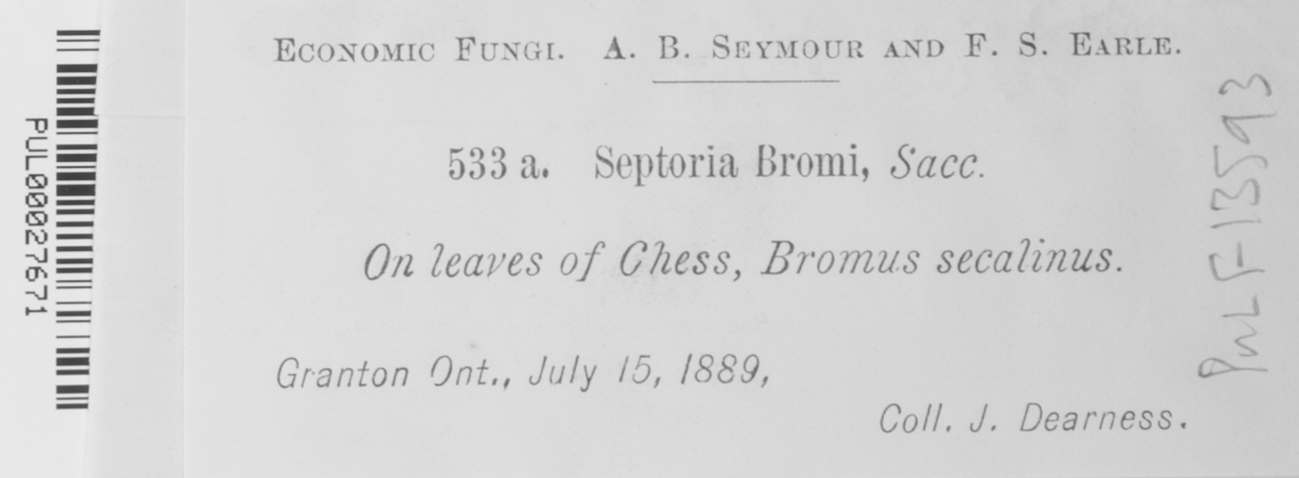 Economic Fungi. A. B. Seymour and F. S. Earle.
533 a. Septoria Bromi, Sacc.
On leaves of Chess, Bromus secalinus.
Granton Ont., July 15, 1889,
Coll. J. Dearness.
PUL00027671
PUL F13593